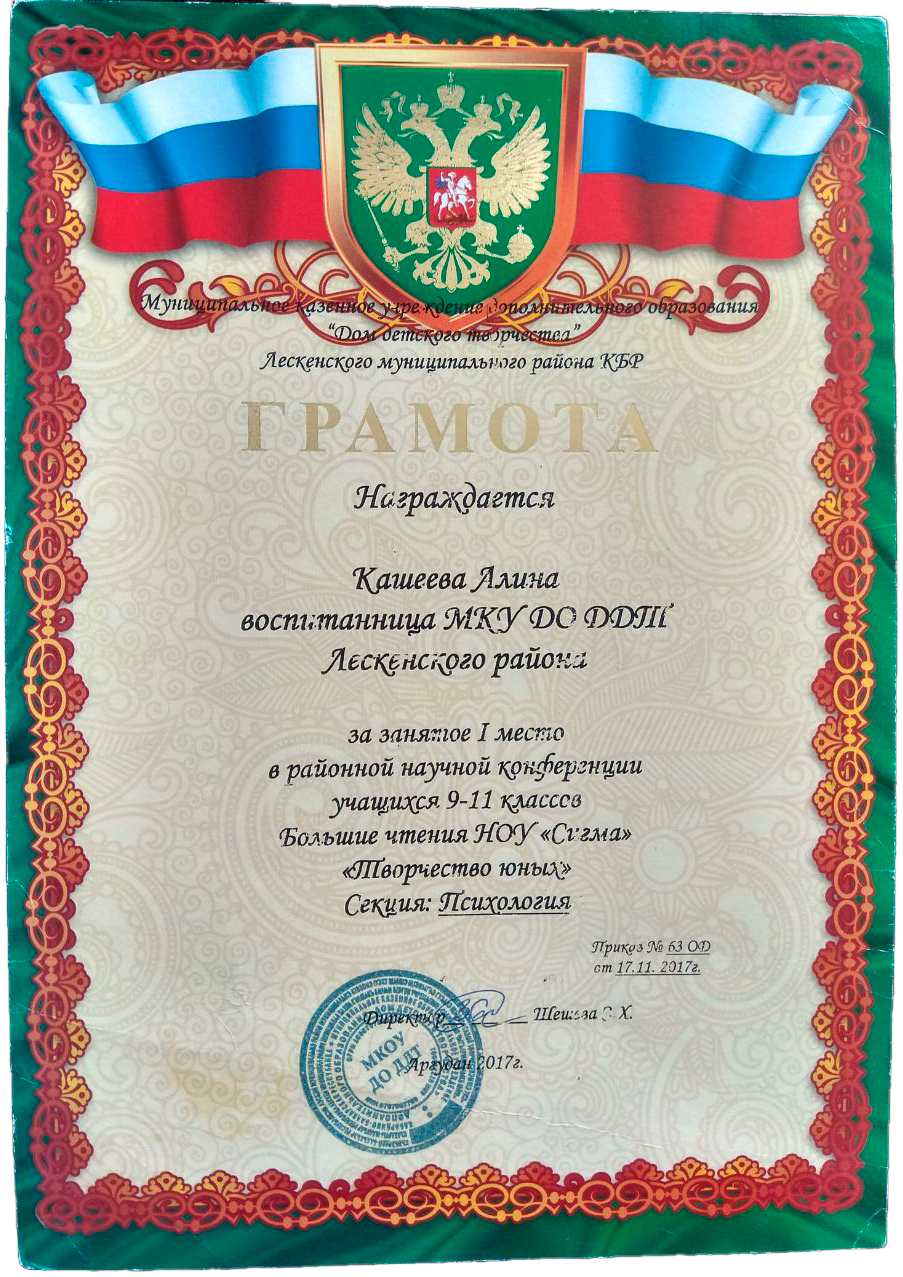 Муниципальное казенное учреждение дополнительного образования
“Дом детского творчества”
Лескенского муниципального района КБР
ГРАМОТА
Награждается
Кашеева Алина
воспитанница МКУ ДО ДДТ
Лескенского района
за занятое I место
в районной научной конференции
учащихся 9-11 классов
Большие чтения НОУ «Сигма»
«Творчество юных»
Секция: Психология
Приказ № 63 ОД
от 17.11. 2017г.
Директор Х.
МКОУ
ДО ДДТ
Аргудан 2017г.